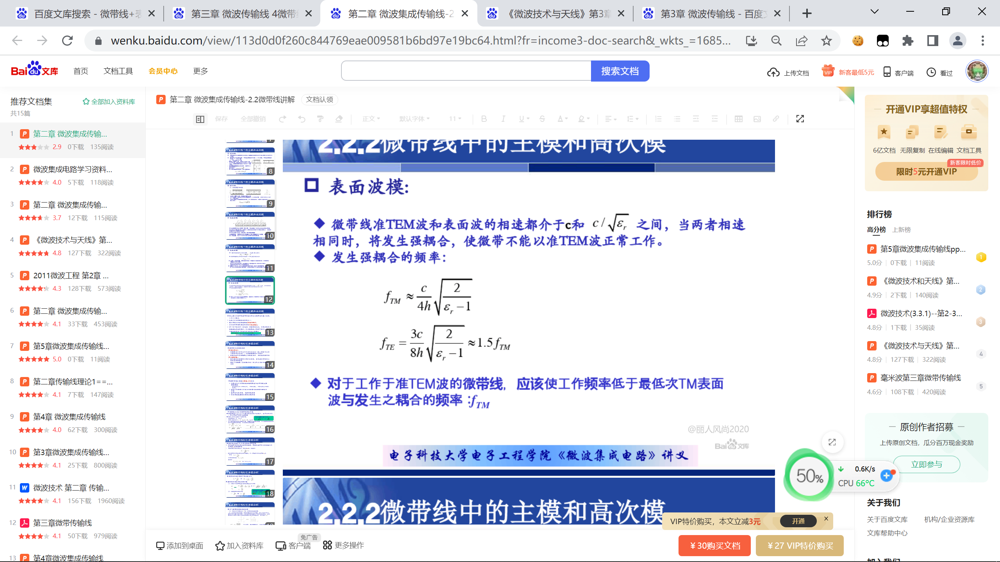 百度文库搜索 - 微带线+表
第三章 微波传输线 4微带线
第二章 微波集成传输线-2
《微波技术与天线》第3章
第3章 微波传输线 - 百度文
wenku.baidu.com/view/113d0d0f260c844769eae009581b6bd97e19bc64.html?fr=income3-doc-search&_wkts_=1685...
Bai du 文库
首页 文档工具 会员中心 更多
搜索文档
上传文档 VIP 新客最低5元 客户端 看过
推荐文档集 全部加入资料库
共15篇
1 第二章 微波集成传输...
2.9 0下载 135阅读
2 微波集成电路学习资料...
4.0 5下载 118阅读
3 第二章 微波集成传输...
3.7 12下载 115阅读
4 《微波技术与天线》第...
4.8 127下载 322阅读
5 2011微波工程 第2章 ...
4.3 128下载 573阅读
6 第二章 微波集成传输...
4.1 33下载 453阅读
7 第5章微波集成传输线...
5.0 0下载 11阅读
8 第二章传输线理论1==...
4.1 7下载 147阅读
9 第4章 微波集成传输线
4.0 62下载 300阅读
10 第3章微波集成传输线...
4.1 25下载 800阅读
11 微波技术 第二章 传输...
4.1 156下载 1960阅读
12 第三章微带传输线
4.1 50下载 979阅读
13 第4章微波集成传输线
第二章 微波集成传输线-2.2微带线讲解 文档认领
保存 全部撤销 正文 默认字体 11
8
9
10
11
12
13
14
15
16
17
18
2.2.2微带线中的主模和高次模
表面波模:
◆ 微带线准TEM波和表面波的相速都介于c和 c/√εr 之间，当两者相速
相同时，将发生强耦合，使微带不能以准TEM波正常工作。
◆ 发生强耦合的频率：
f_TM ≈ c/4h √(2/(εr −1))
f_TE = 3c/8h √(2/(εr −1)) ≈1.5f_TM
◆ 对于工作于准TEM波的微带线，应该使工作频率低于最低次TM表面
波与发生之耦合的频率 :f_TM
@丽人风尚2020
Bai du 文库
电子科技大学电子工程学院《微波集成电路》讲义
2.2.2微带线中的主模和高次模
VIP特价购买，本文立减3元 开通
添加到桌面 加入资料库 客户端 免广告 更多操作
¥30购买文档 ¥27 VIP特价购买
开通VIP享超值特权
6亿文档 无限复制 在线编辑 文档工具
新客限时低价
限时5元开通VIP
排行榜
高分榜 上新榜
第5章微波集成传输线pp... 1
5.0分 0下载 11阅读
《微波技术和天线》第... 2
4.9分 2下载 140阅读
微波技术(3.3.1)--第2-3... 3
4.8分 1下载 35阅读
《微波技术与天线》第... 4
4.8分 127下载 322阅读
毫米波第三章微带传输线 5
4.6分 108下载 420阅读
原创作者招募
上传原创文档，瓜分百万现金奖励
立即参与
50%
0.6K/s
CPU 66°C
关于我们
关于百度文库 机构/企业资源库
文库帮助中心
加入我们